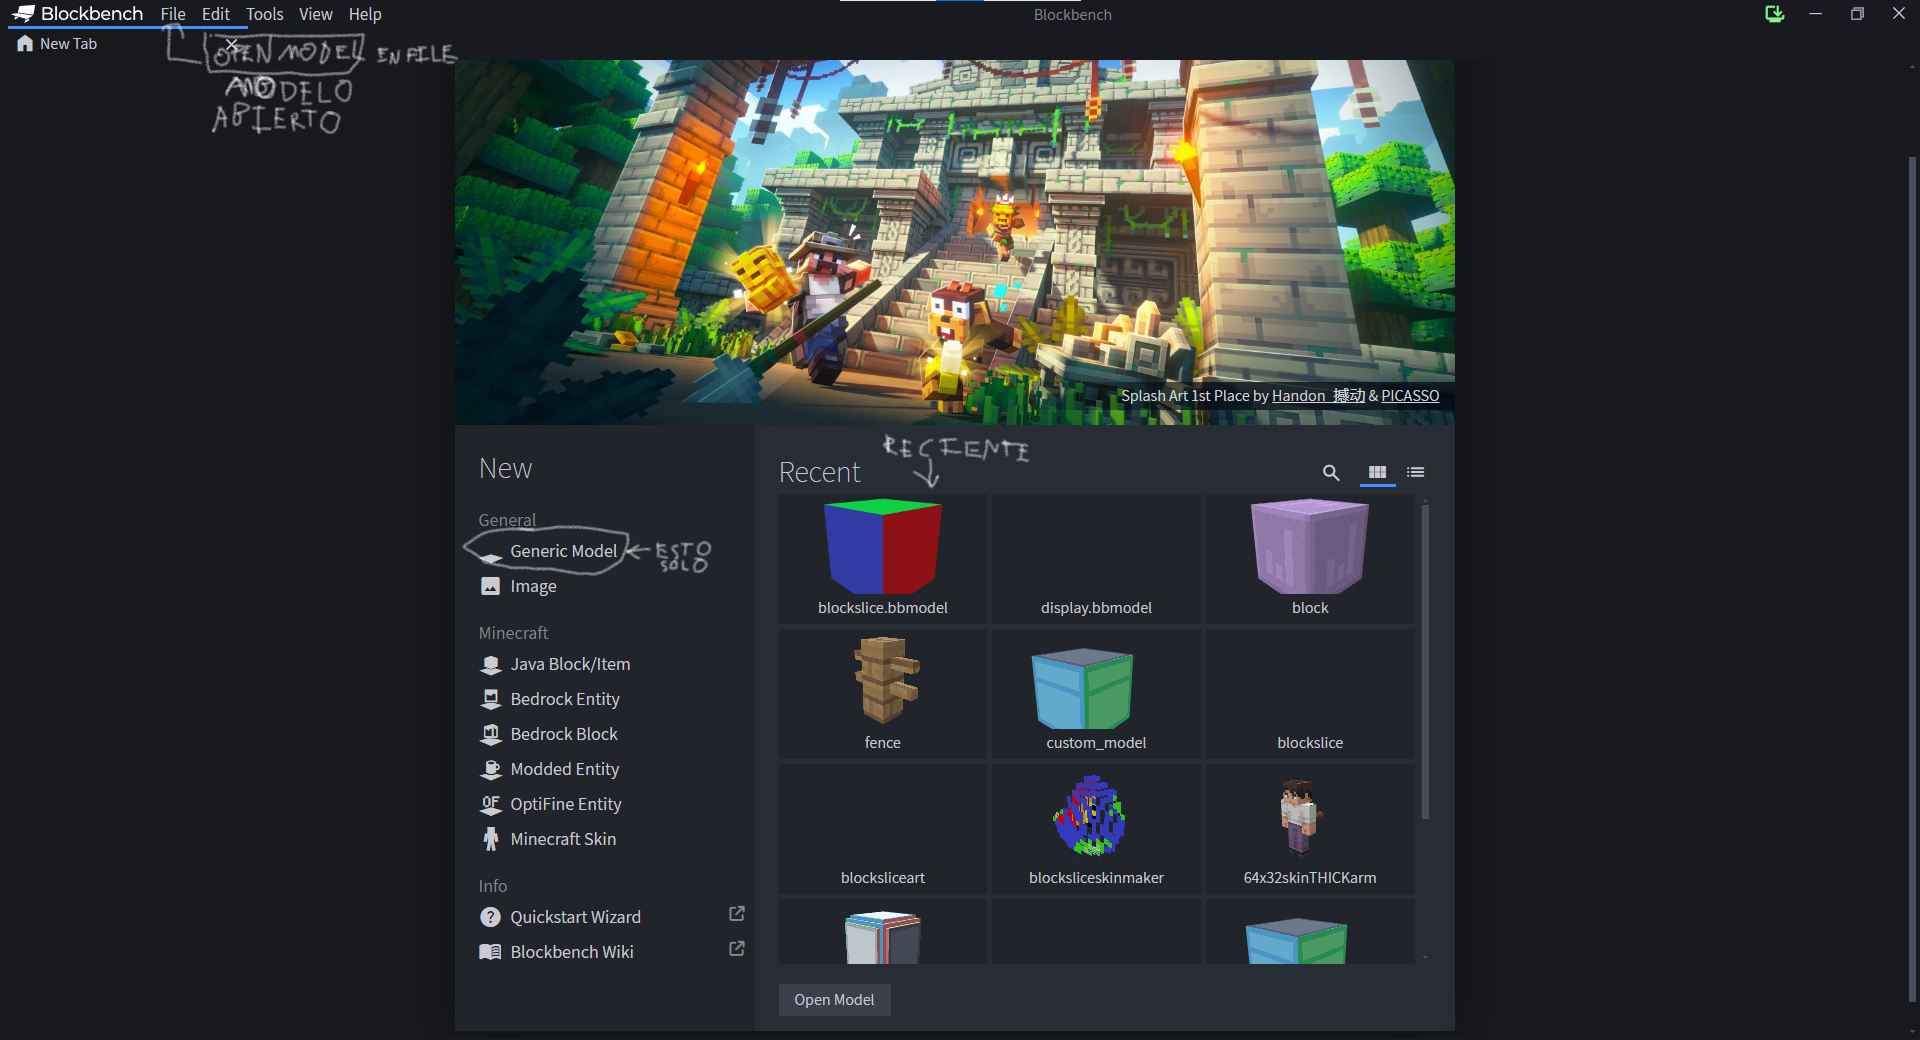 Blockbench File Edit Tools View Help
Blockbench
New Tab
OPEN MODEL IN FILE
MODELO
ABIERTO
Splash Art 1st Place by Handon_撼动 & PICASSO
New
General
Generic Model
ESTO
SOLO
Image
Minecraft
Java Block/Item
Bedrock Entity
Bedrock Block
Modded Entity
OptiFine Entity
Minecraft Skin
Info
Quickstart Wizard
Blockbench Wiki
RECIENTE
Recent
blockslice.bbmodel
display.bbmodel
block
fence
custom_model
blockslice
blocksliceart
blocksliceskinmaker
64x32skinTHICKarm
Open Model